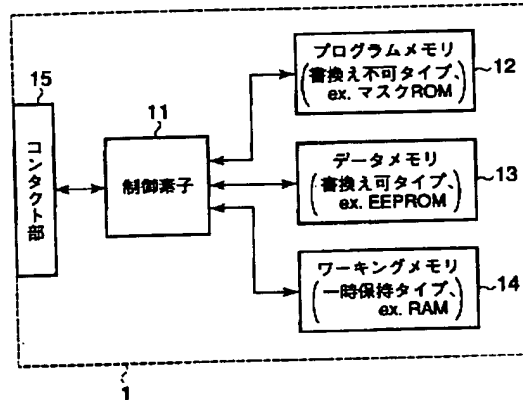 プログラムメモリ
(書換え不可タイプ、
ex. マスクROM)
12
15
コンタクト部
11
制御素子
データメモリ
(書換え可タイプ、
ex. EEPROM)
13
ワーキングメモリ
(一時保持タイプ、
ex. RAM)
14
1